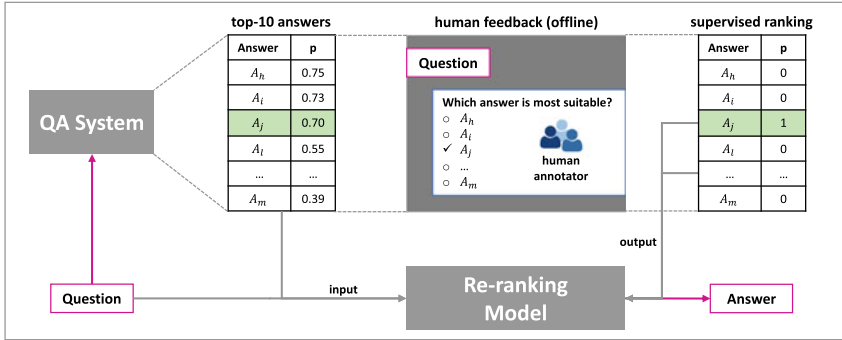 top-10 answers
human feedback (offline)
supervised ranking
Answer p
A_h 0.75
A_i 0.73
A_j 0.70
A_l 0.55
... ...
A_m 0.39
QA System
Question
Which answer is most suitable?
A_h
A_i
✓ A_j
...
A_m
human
annotator
Answer p
A_h 0
A_i 0
A_j 1
A_l 0
... ...
A_m 0
output
Question
input
Re-ranking
Model
Answer